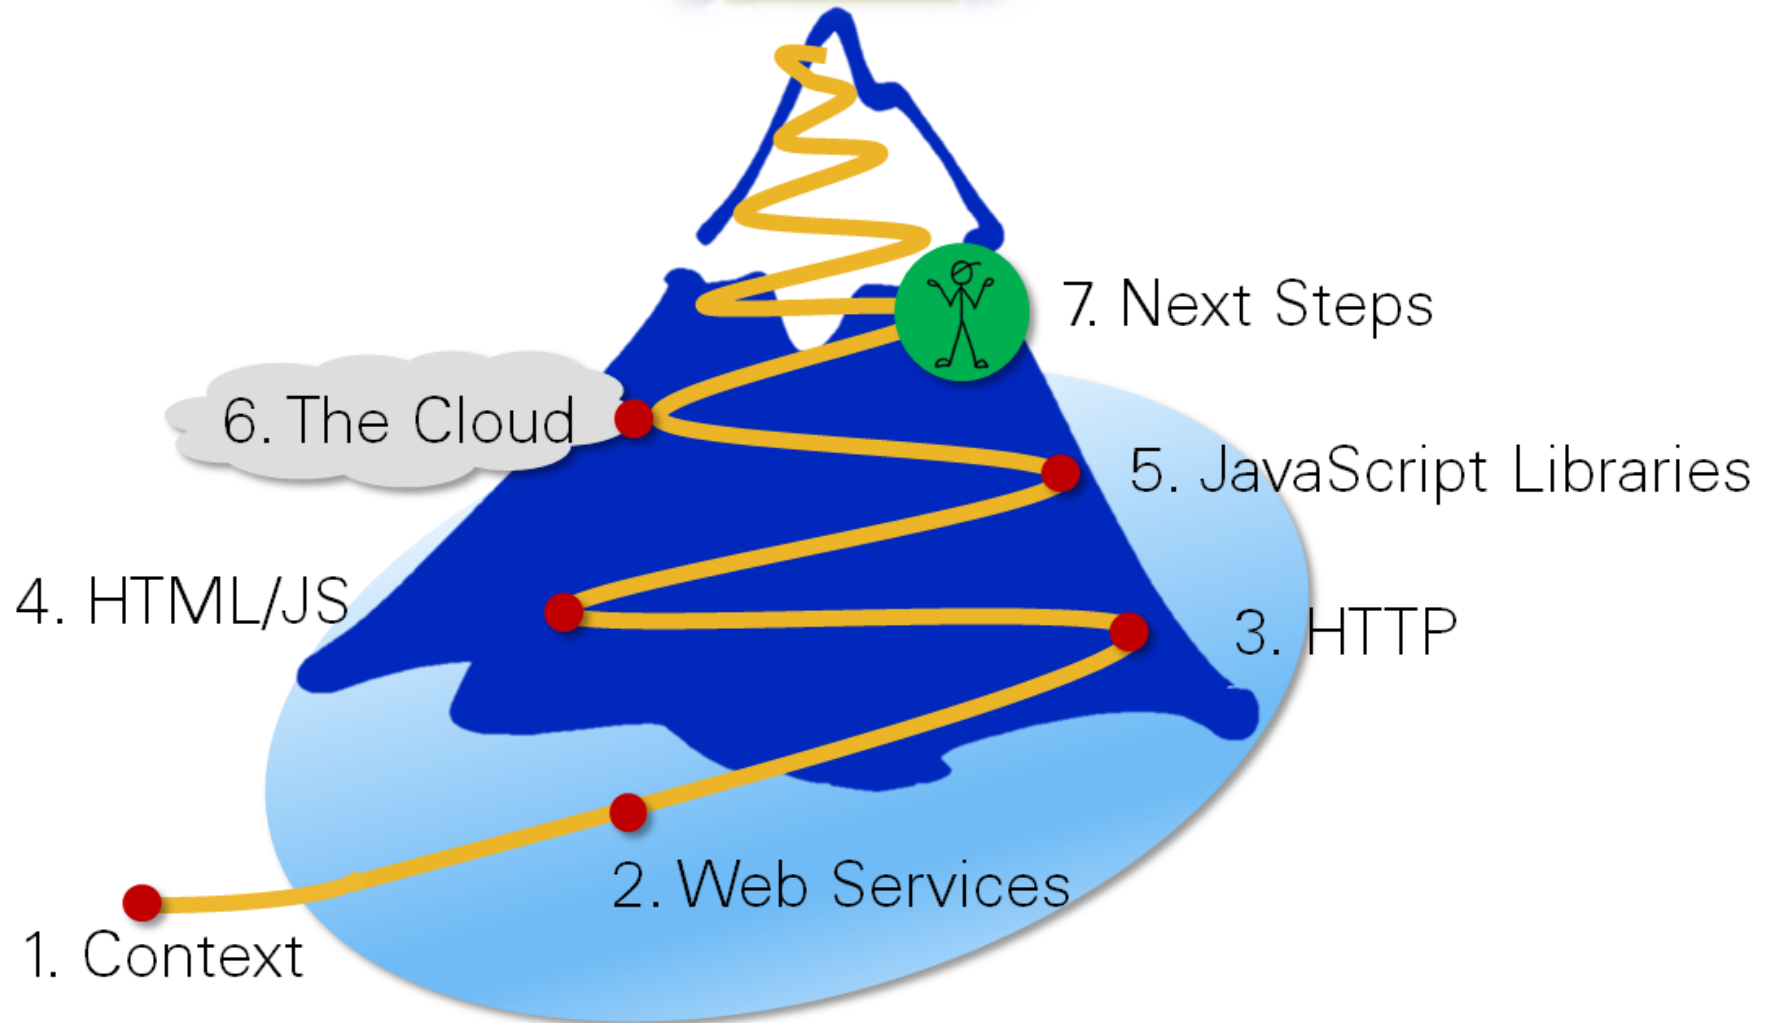 7. Next Steps
6. The Cloud
5. JavaScript Libraries
4. HTML/JS
3. HTTP
2. Web Services
1. Context